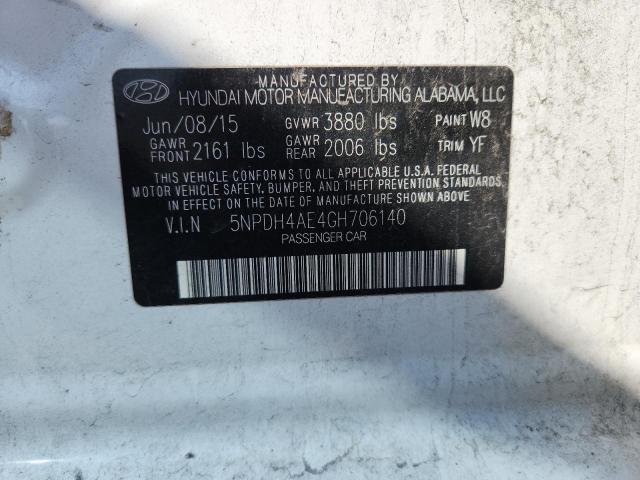 MANUFACTURED BY
HYUNDAI MOTOR MANUFACTURING ALABAMA, LLC
Jun/08/15 GVWR 3880 lbs PAINT W8
GAWR FRONT 2161 lbs GAWR REAR 2006 lbs TRIM YF
THIS VEHICLE CONFORMS TO ALL APPLICABLE U.S.A. FEDERAL
MOTOR VEHICLE SAFETY, BUMPER, AND THEFT PREVENTION STANDARDS
IN EFFECT ON THE DATE OF MANUFACTURE SHOWN ABOVE.
V.I.N 5NPDH4AE4GH706140
PASSENGER CAR